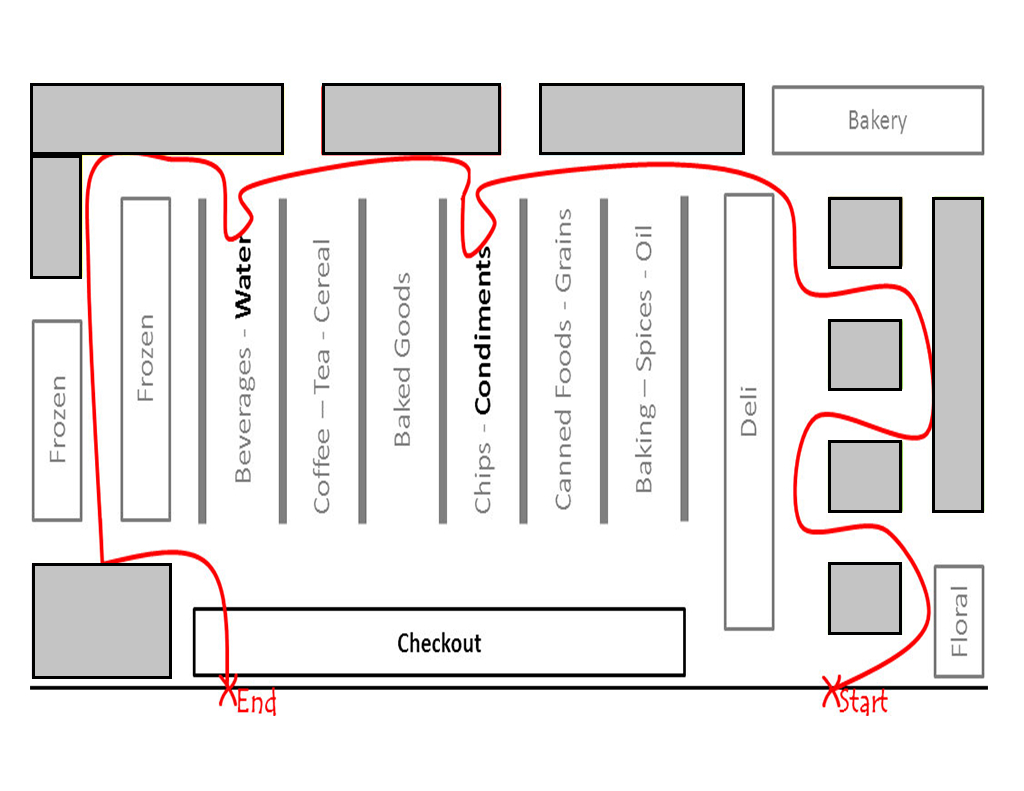 Bakery
Frozen
Frozen
Beverages - Water
Coffee – Tea - Cereal
Baked Goods
Chips - Condiments
Canned Foods - Grains
Baking – Spices - Oil
Deli
Floral
Checkout
End
Start